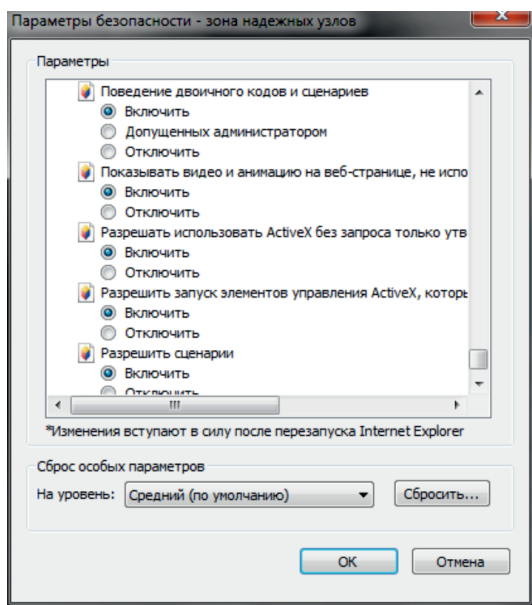 Параметры безопасности - зона надежных узлов
Параметры
Поведение двоичного кодов и сценариев
Включить
Допущенных администратором
Отключить
Показывать видео и анимацию на веб-странице, не испо
Включить
Отключить
Разрешать использовать ActiveX без запроса только утв
Включить
Отключить
Разрешить запуск элементов управления ActiveX, которы
Включить
Отключить
Разрешить сценарии
Включить
Отключить
*Изменения вступают в силу после перезапуска Internet Explorer
Сброс особых параметров
На уровень: Средний (по умолчанию) Сбросить...
ОК Отмена